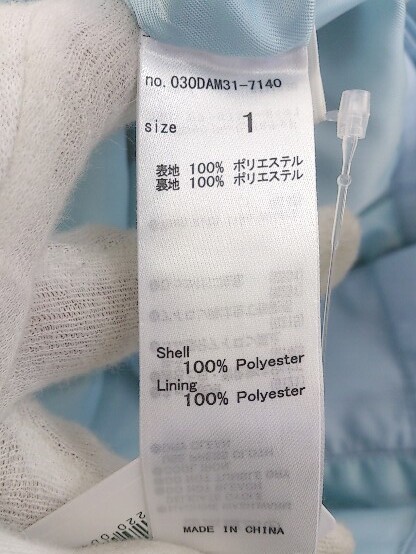 no. 030DAM31-7140
size 1
表地 100% ポリエステル
裏地 100% ポリエステル
Shell
100% Polyester
Lining
100% Polyester
MADE IN CHINA